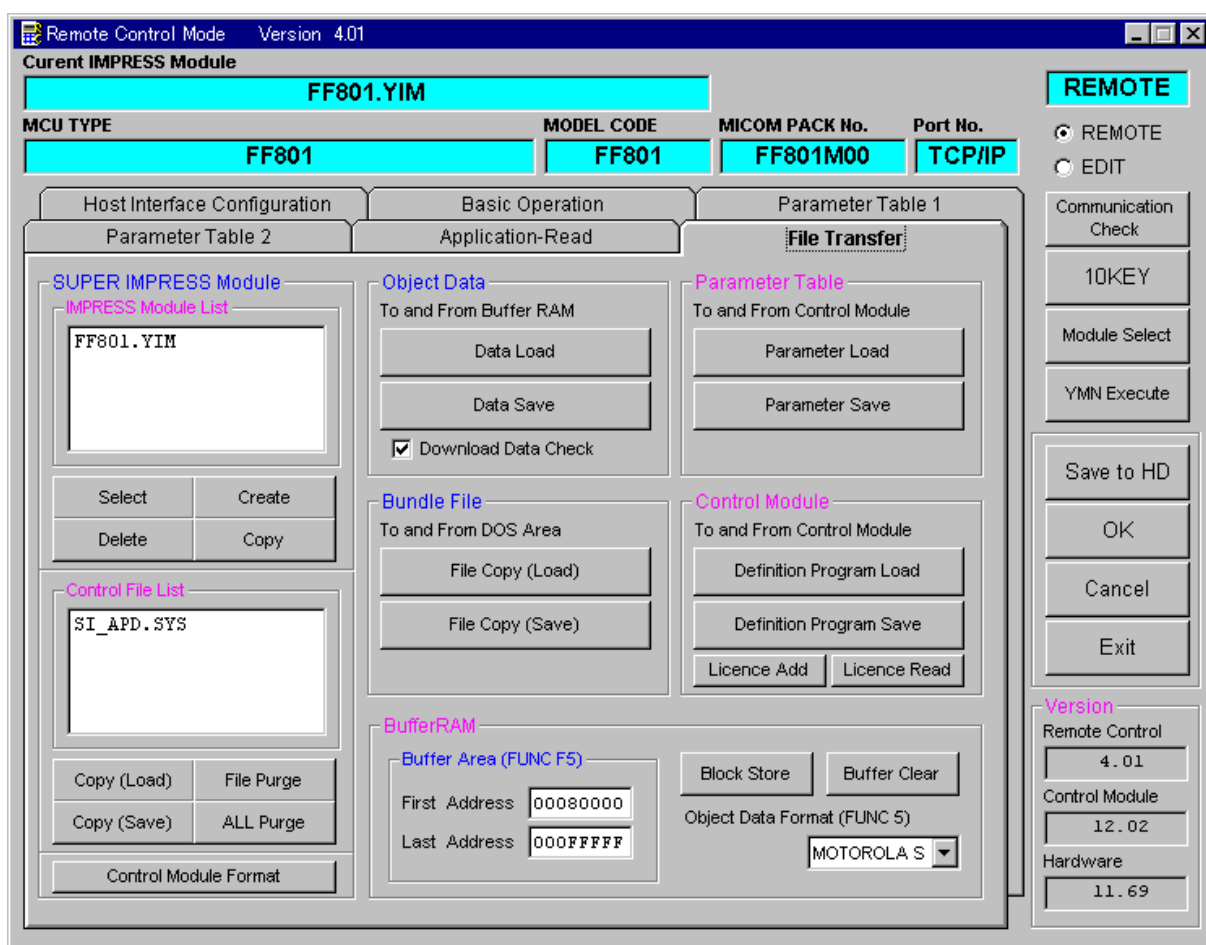 Remote Control Mode Version 4.01
Curent IMPRESS Module
FF801.YIM
MCU TYPE MODEL CODE MICOM PACK No. Port No.
FF801 FF801 FF801M00 TCP/IP
REMOTE
REMOTE
EDIT
Host Interface Configuration Basic Operation Parameter Table 1
Parameter Table 2 Application-Read File Transfer
SUPER IMPRESS Module
IMPRESS Module List
FF801.YIM
Select Create
Delete Copy
Control File List
SI_APD.SYS
Copy (Load) File Purge
Copy (Save) ALL Purge
Control Module Format
Object Data
To and From Buffer RAM
Data Load
Data Save
Download Data Check
Parameter Table
To and From Control Module
Parameter Load
Parameter Save
Bundle File
To and From DOS Area
File Copy (Load)
File Copy (Save)
Control Module
To and From Control Module
Definition Program Load
Definition Program Save
Licence Add Licence Read
BufferRAM
Buffer Area (FUNC F5)
First Address 00080000
Last Address 000FFFFF
Block Store Buffer Clear
Object Data Format (FUNC 5)
MOTOROLA S
Communication
Check
10KEY
Module Select
YMN Execute
Save to HD
OK
Cancel
Exit
Version
Remote Control
4.01
Control Module
12.02
Hardware
11.69